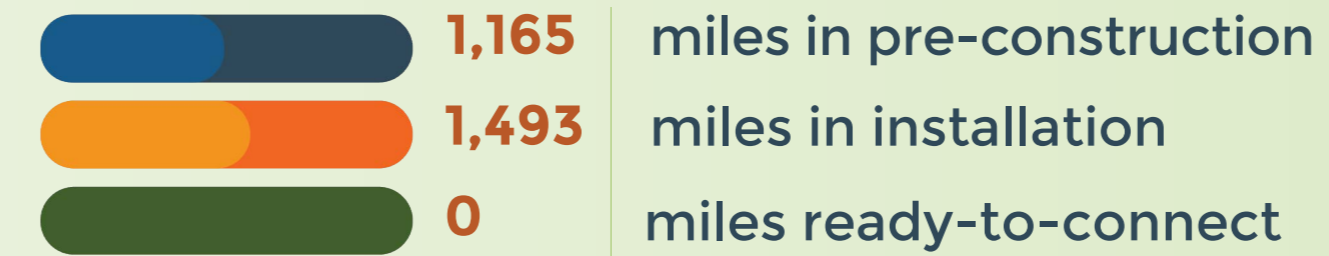 1,165 miles in pre-construction
1,493 miles in installation
0 miles ready-to-connect